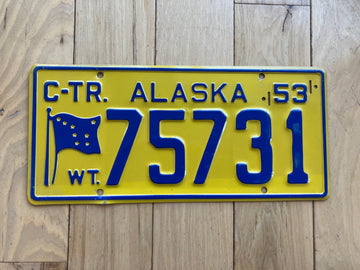 C-TR. ALASKA 53
WT. 75731